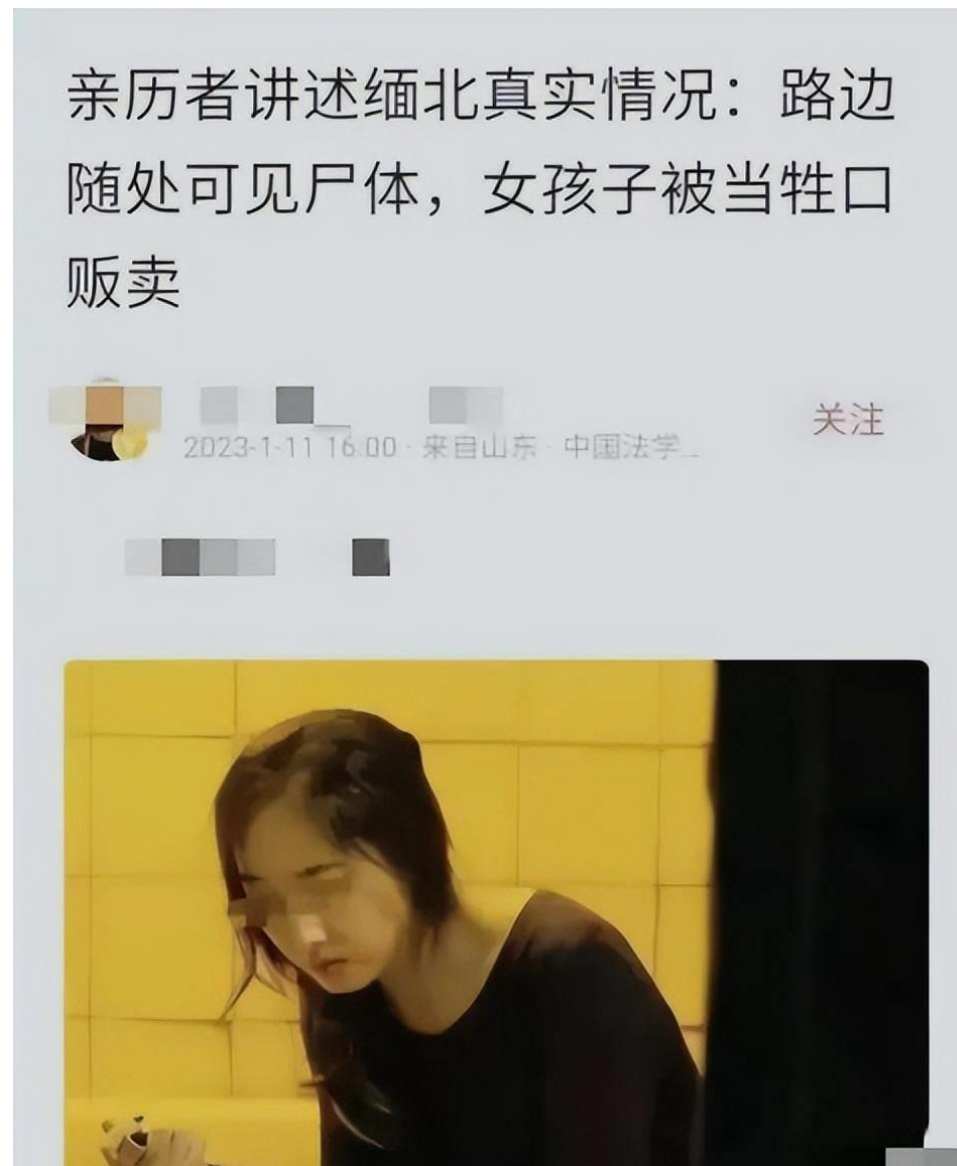 亲历者讲述缅北真实情况：路边
随处可见尸体，女孩子被当牲口
贩卖
关注
2023-1-11 16:00 · 来自山东 · 中国法学...